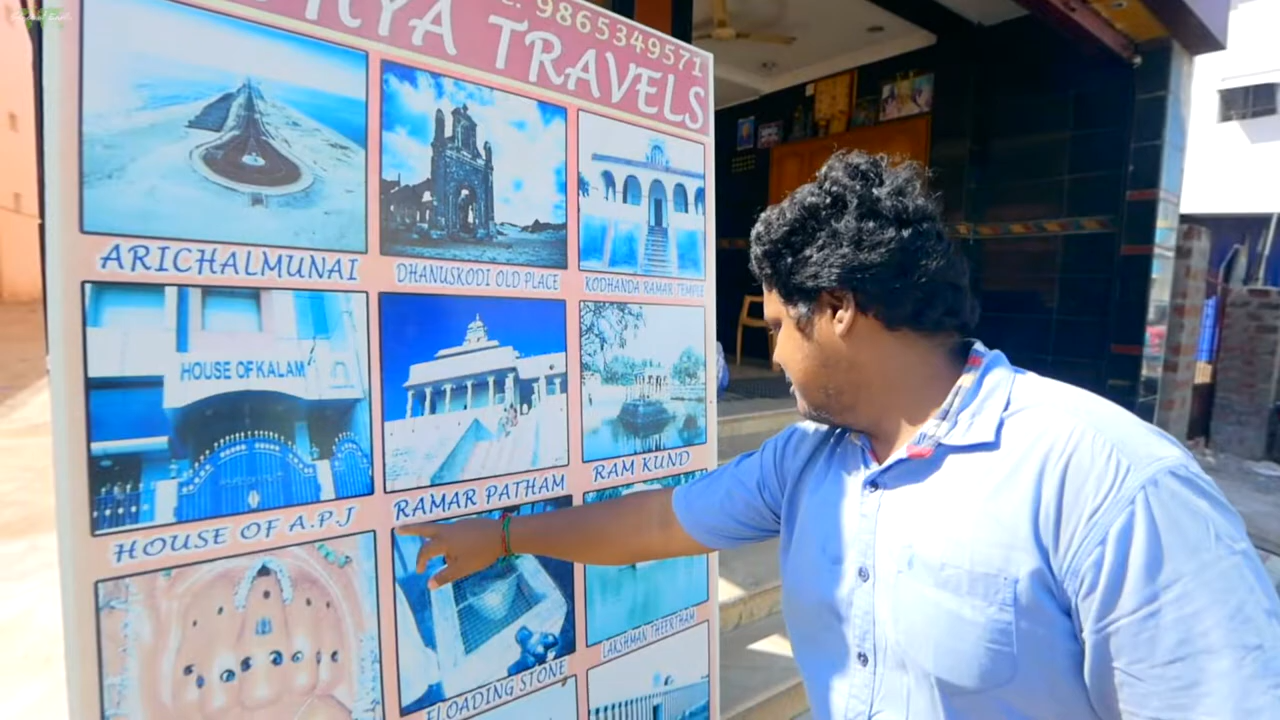 9865349571
TRAVELS
ARICHALMUNAI
DHANUSKODI OLD PLACE
KODHANDA RAMAR TEMPLE
HOUSE OF KALAM
HOUSE OF A.P.J
RAMAR PATHAM
RAM KUND
FLOADING STONE
LAKSHMAN THEERTHAM